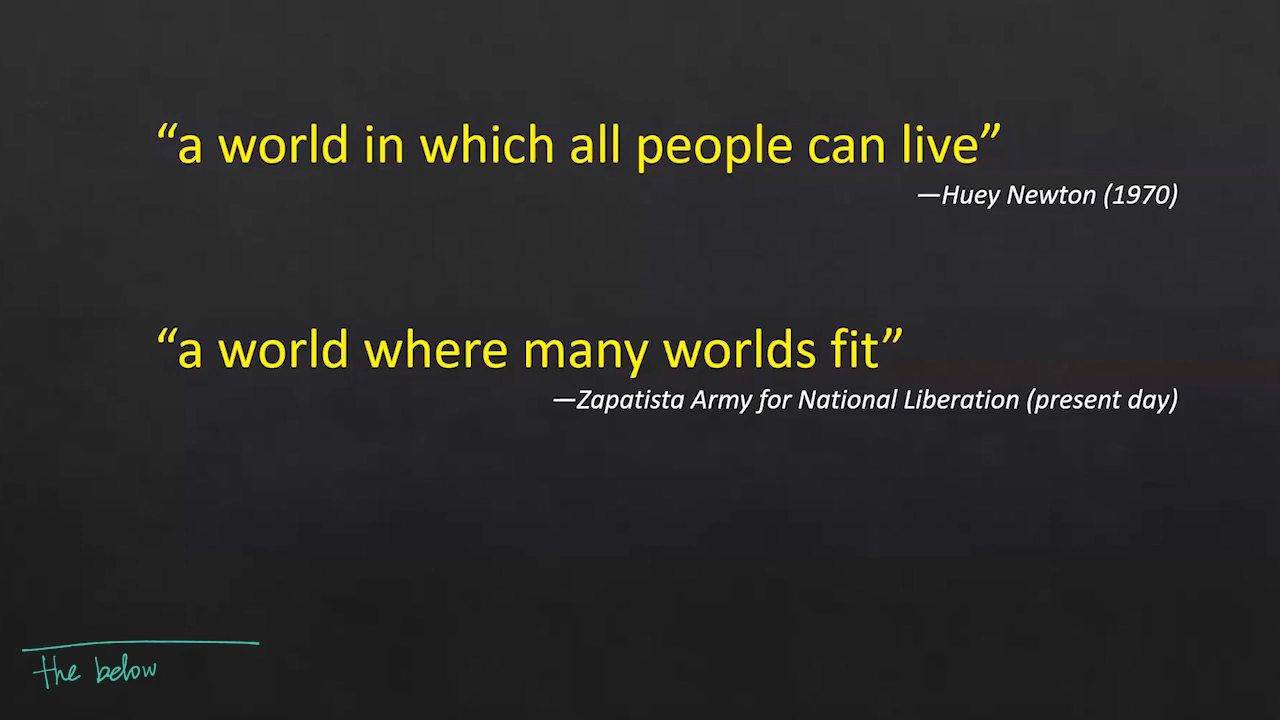 “a world in which all people can live”
—Huey Newton (1970)
“a world where many worlds fit”
—Zapatista Army for National Liberation (present day)
the below